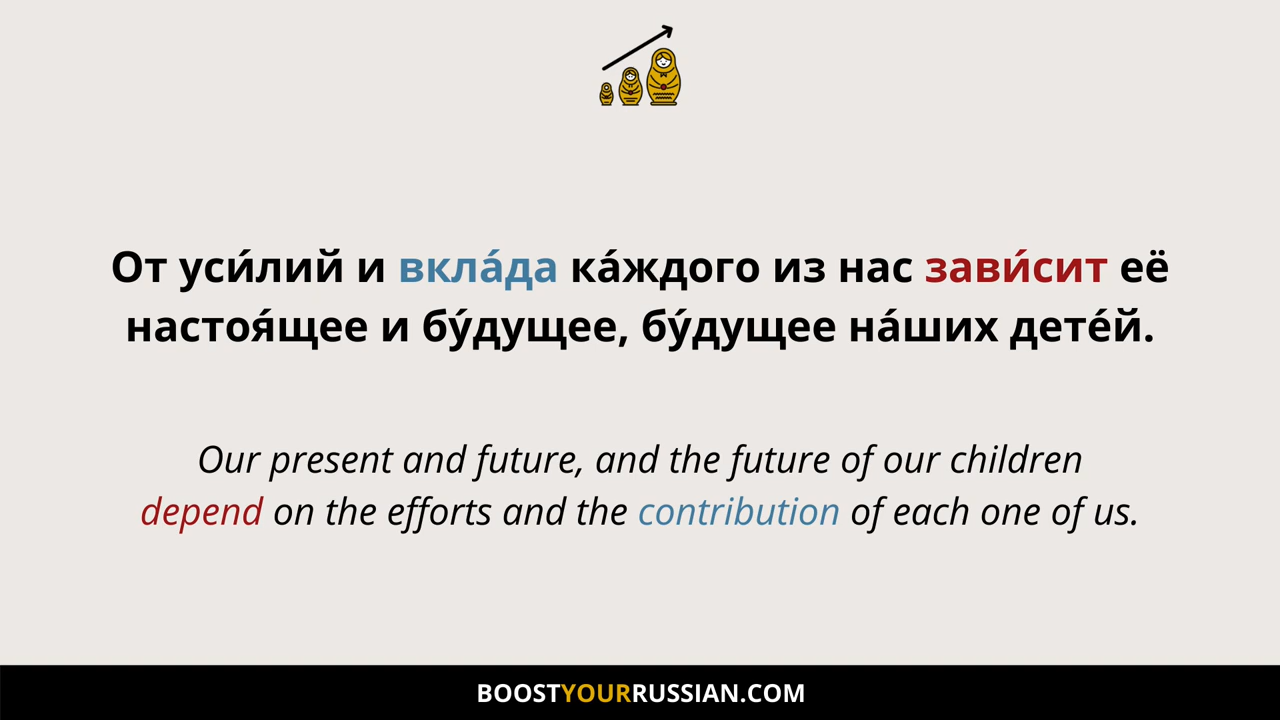 От уси́лий и вкла́да ка́ждого из нас зави́сит её
настоя́щее и бу́дущее, бу́дущее на́ших дете́й.
Our present and future, and the future of our children
depend on the efforts and the contribution of each one of us.
BOOSTYOURRUSSIAN.COM